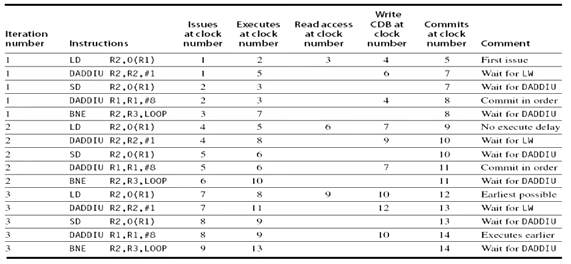 Iteration number Instructions Issues at clock number Executes at clock number Read access at clock number Write CDB at clock number Commits at clock number Comment
1 LD R2,0(R1) 1 2 3 4 5 First issue
1 DADDIU R2,R2,#1 1 5 6 7 Wait for LW
1 SD R2,0(R1) 2 3 7 Wait for DADDIU
1 DADDIU R1,R1,#8 2 3 4 8 Commit in order
1 BNE R2,R3,LOOP 3 7 8 Wait for DADDIU
2 LD R2,0(R1) 4 5 6 7 9 No execute delay
2 DADDIU R2,R2,#1 4 8 9 10 Wait for LW
2 SD R2,0(R1) 5 6 10 Wait for DADDIU
2 DADDIU R1,R1,#8 5 6 7 11 Commit in order
2 BNE R2,R3,LOOP 6 10 11 Wait for DADDIU
3 LD R2,0(R1) 7 8 9 10 12 Earliest possible
3 DADDIU R2,R2,#1 7 11 12 13 Wait for LW
3 SD R2,0(R1) 8 9 13 Wait for DADDIU
3 DADDIU R1,R1,#8 8 9 10 14 Executes earlier
3 BNE R2,R3,LOOP 9 13 14 Wait for DADDIU